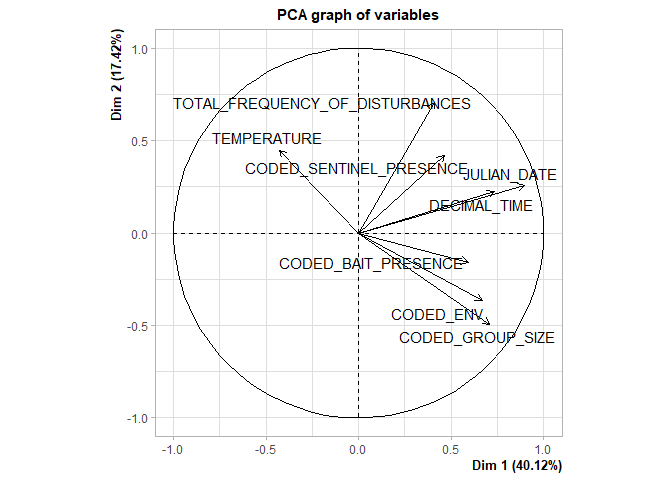 PCA graph of variables
Dim 2 (17.42%)
1.0
0.5
0.0
-0.5
-1.0
TOTAL_FREQUENCY_OF_DISTURBANCES
TEMPERATURE
CODED_SENTINEL_PRESENCE
JULIAN_DATE
DECIMAL_TIME
CODED_BAIT_PRESENCE
CODED_ENV
CODED_GROUP_SIZE
-1.0 -0.5 0.0 0.5 1.0
Dim 1 (40.12%)